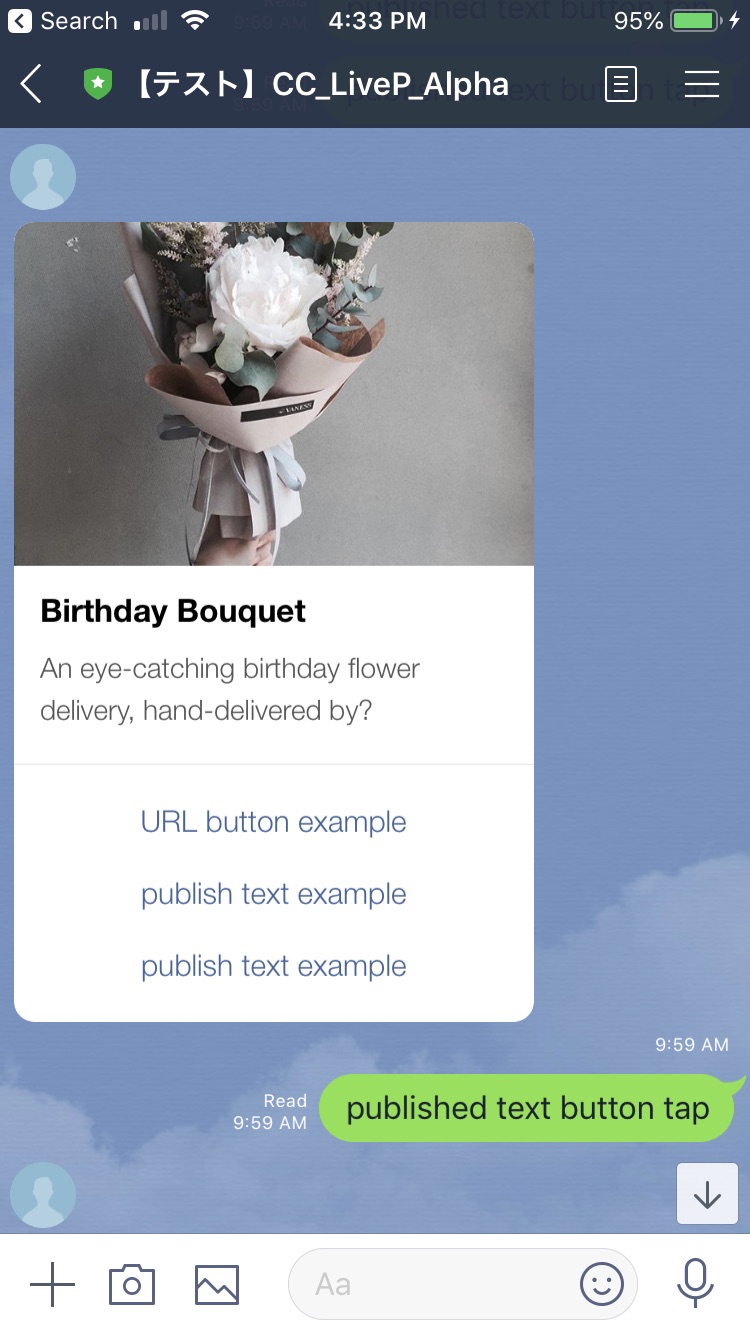 Search
4:33 PM
95%
【テスト】CC_LiveP_Alpha
VANESS
Birthday Bouquet
An eye-catching birthday flower
delivery, hand-delivered by?
URL button example
publish text example
publish text example
9:59 AM
Read
9:59 AM
published text button tap
Aa